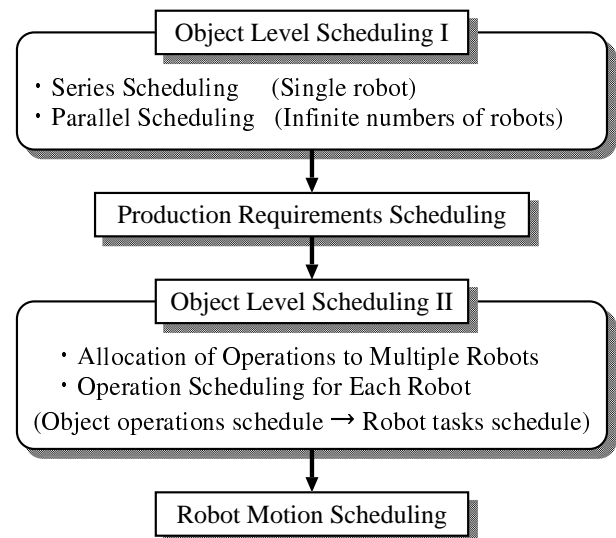 Object Level Scheduling I
・Series Scheduling (Single robot)
・Parallel Scheduling (Infinite numbers of robots)
Production Requirements Scheduling
Object Level Scheduling II
・Allocation of Operations to Multiple Robots
・Operation Scheduling for Each Robot
(Object operations schedule → Robot tasks schedule)
Robot Motion Scheduling